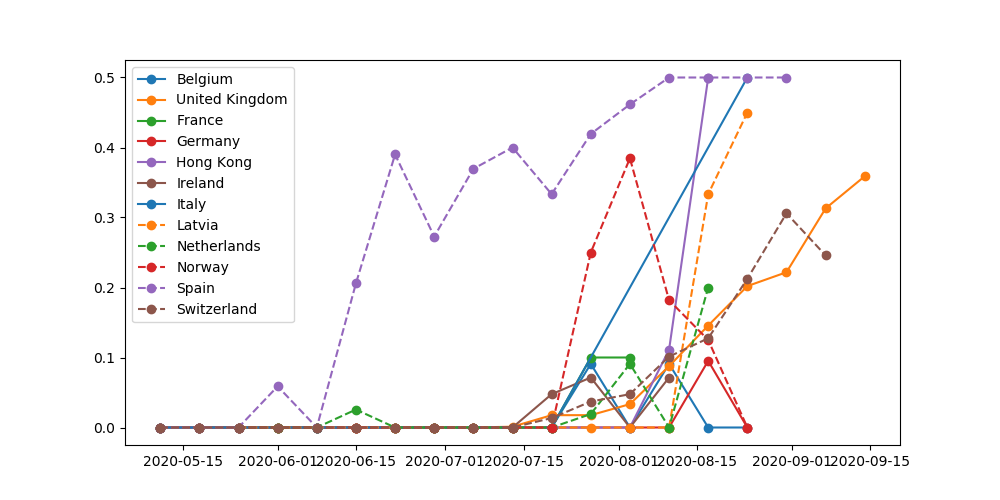 0.5
0.4
0.3
0.2
0.1
0.0
Belgium
United Kingdom
France
Germany
Hong Kong
Ireland
Italy
Latvia
Netherlands
Norway
Spain
Switzerland
2020-05-15 2020-06-01 2020-06-15 2020-07-01 2020-07-15 2020-08-01 2020-08-15 2020-09-01 2020-09-15